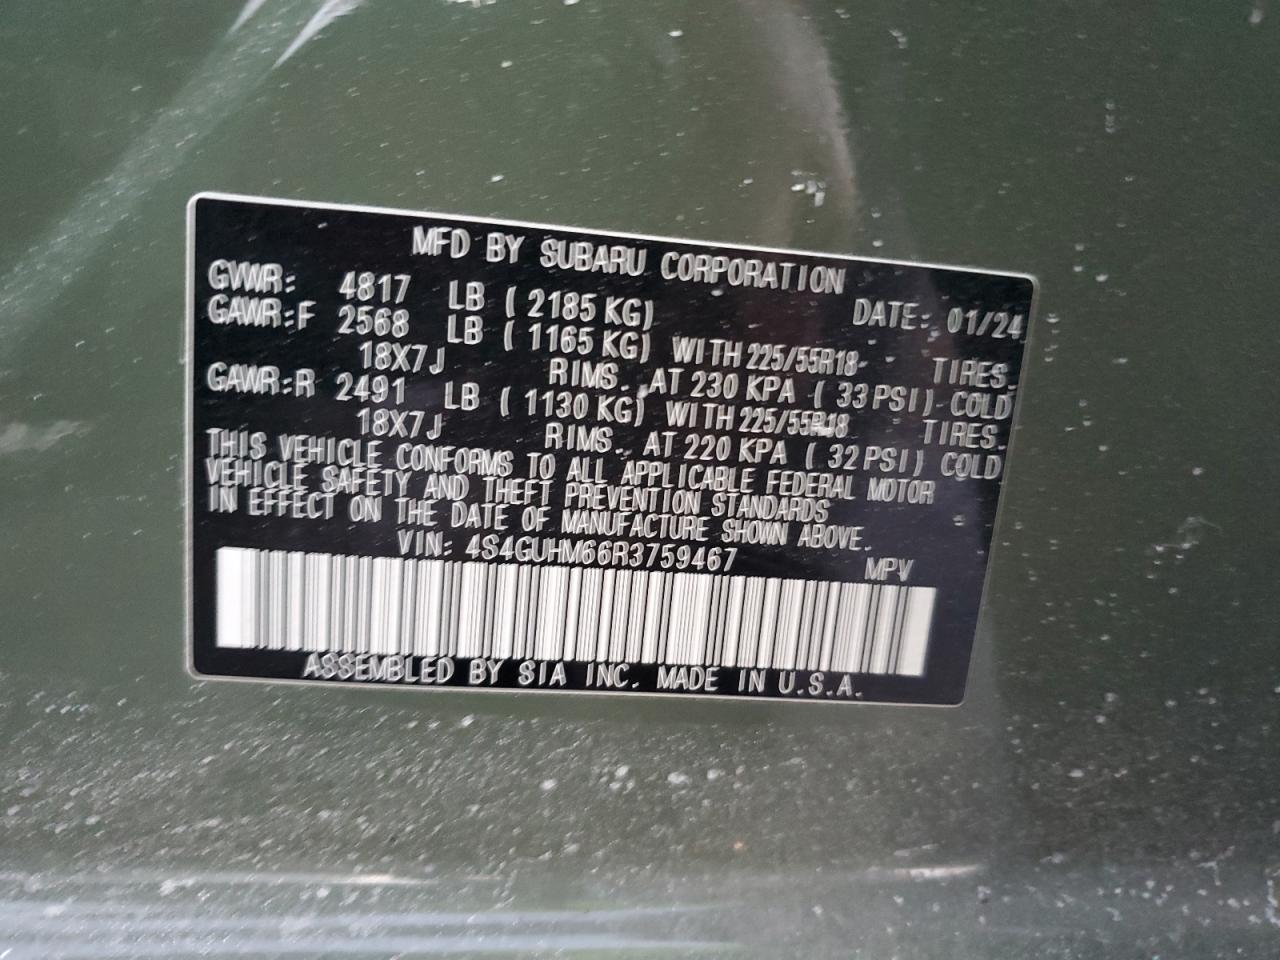 MFD BY SUBARU CORPORATION
GVWR: 4817 LB ( 2185 KG) DATE: 01/24
GAWR:F 2568 LB ( 1165 KG) WITH 225/55R18 TIRES.
18X7J RIMS. AT 230 KPA ( 33 PSI) COLD
GAWR:R 2491 LB ( 1130 KG) WITH 225/55R18 TIRES.
18X7J RIMS. AT 220 KPA ( 32 PSI) COLD
THIS VEHICLE CONFORMS TO ALL APPLICABLE FEDERAL MOTOR
VEHICLE SAFETY AND THEFT PREVENTION STANDARDS
IN EFFECT ON THE DATE OF MANUFACTURE SHOWN ABOVE.
VIN: 4S4GUHM66R3759467 MPV
ASSEMBLED BY SIA INC. MADE IN U.S.A.